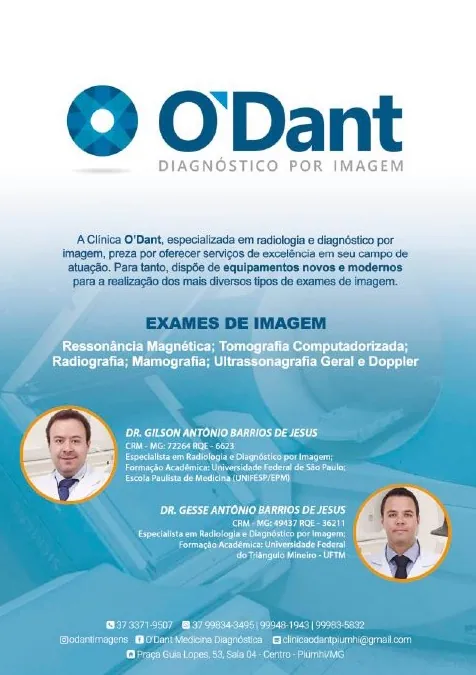 O'Dant
DIAGNÓSTICO POR IMAGEM
A Clínica O'Dant, especializada em radiologia e diagnóstico por
imagem, preza por oferecer serviços de excelência em seu campo de
atuação. Para tanto, dispõe de equipamentos novos e modernos
para a realização dos mais diversos tipos de exames de imagem.
EXAMES DE IMAGEM
Ressonância Magnética; Tomografia Computadorizada;
Radiografia; Mamografia; Ultrassonagrafia Geral e Doppler
DR. GILSON ANTÔNIO BARRIOS DE JESUS
CRM - MG: 72264 RQE - 6623
Especialista em Radiologia e Diagnóstico por Imagem;
Formação Acadêmica: Universidade Federal de São Paulo;
Escola Paulista de Medicina (UNIFESP/EPM)
DR. GESSE ANTÔNIO BARRIOS DE JESUS
CRM - MG: 49437 RQE - 36211
Especialista em Radiologia e Diagnóstico por Imagem;
Formação Acadêmica: Universidade Federal
do Triângulo Mineiro - UFTM
37 3371-9507 37 99834-3495 | 99948-1943 | 99983-5832
odantimagens O'Dant Medicina Diagnóstica clinicaodantpiumhi@gmail.com
Praça Guia Lopes, 53, Sala 04 - Centro - Piumhi/MG